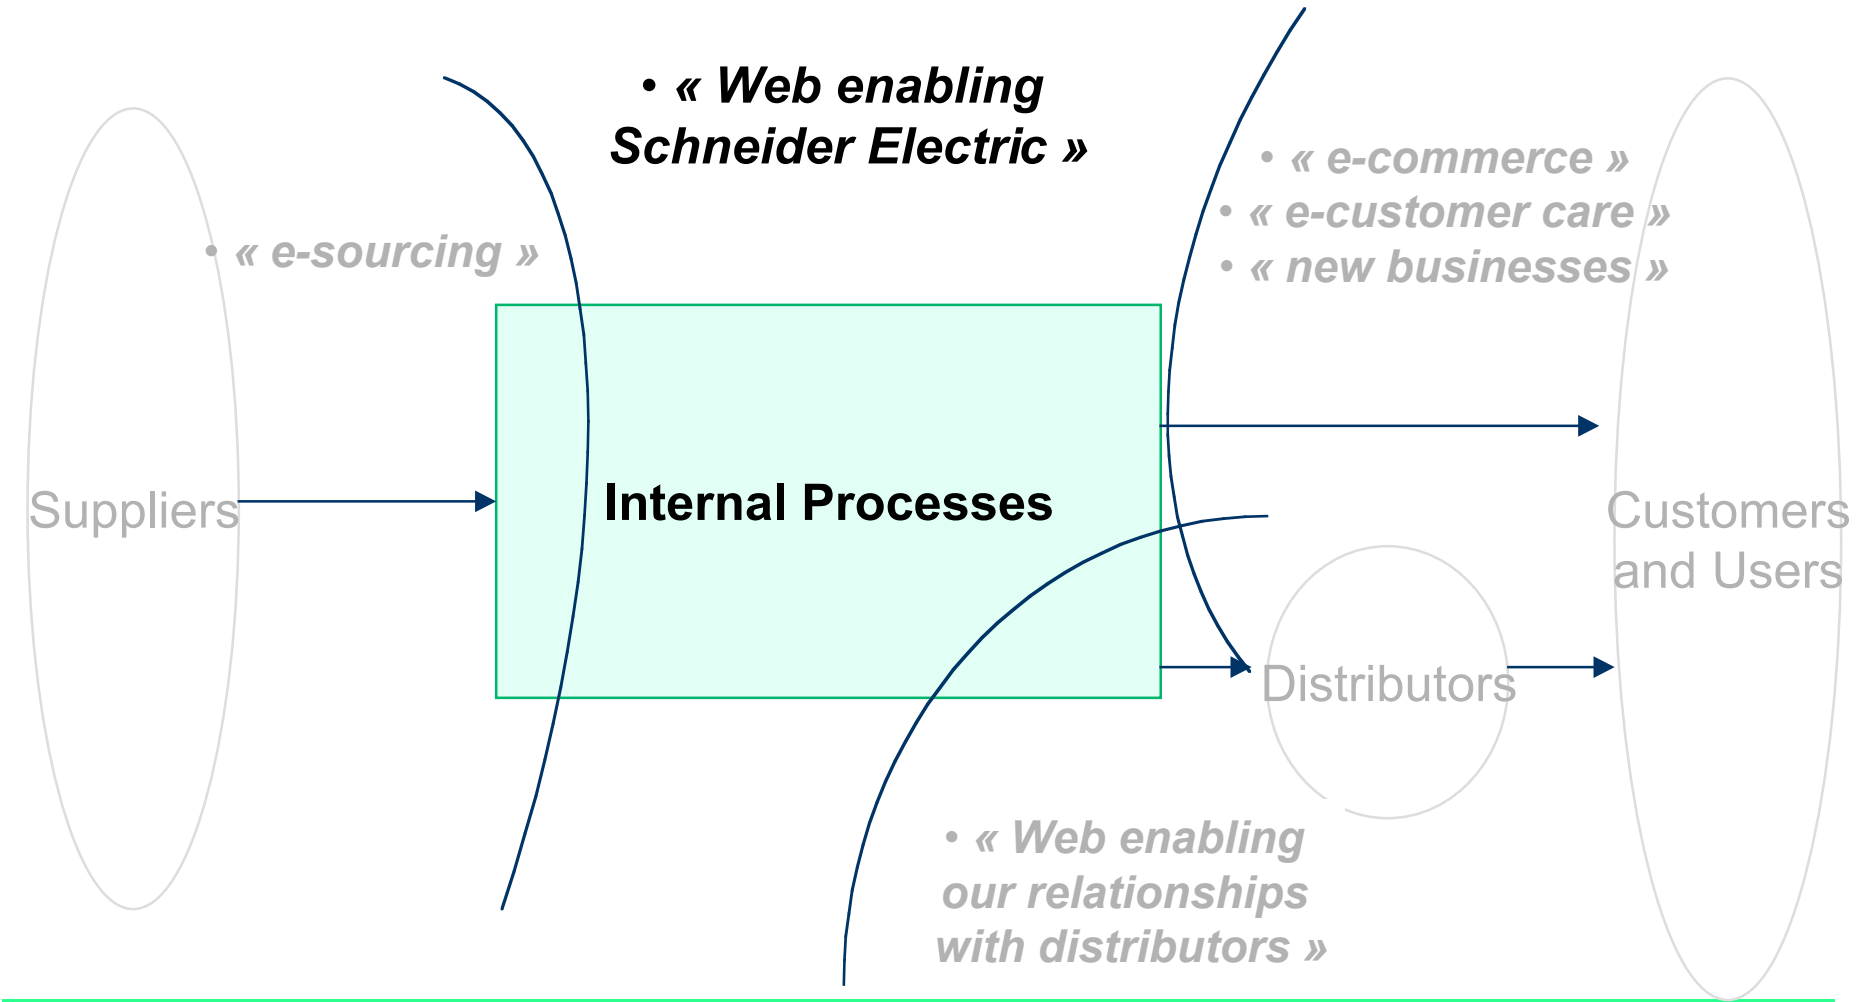 • « Web enabling
Schneider Electric »
• « e-commerce »
• « e-customer care »
• « new businesses »
• « e-sourcing »
Suppliers
Internal Processes
Customers
and Users
Distributors
• « Web enabling
our relationships
with distributors »